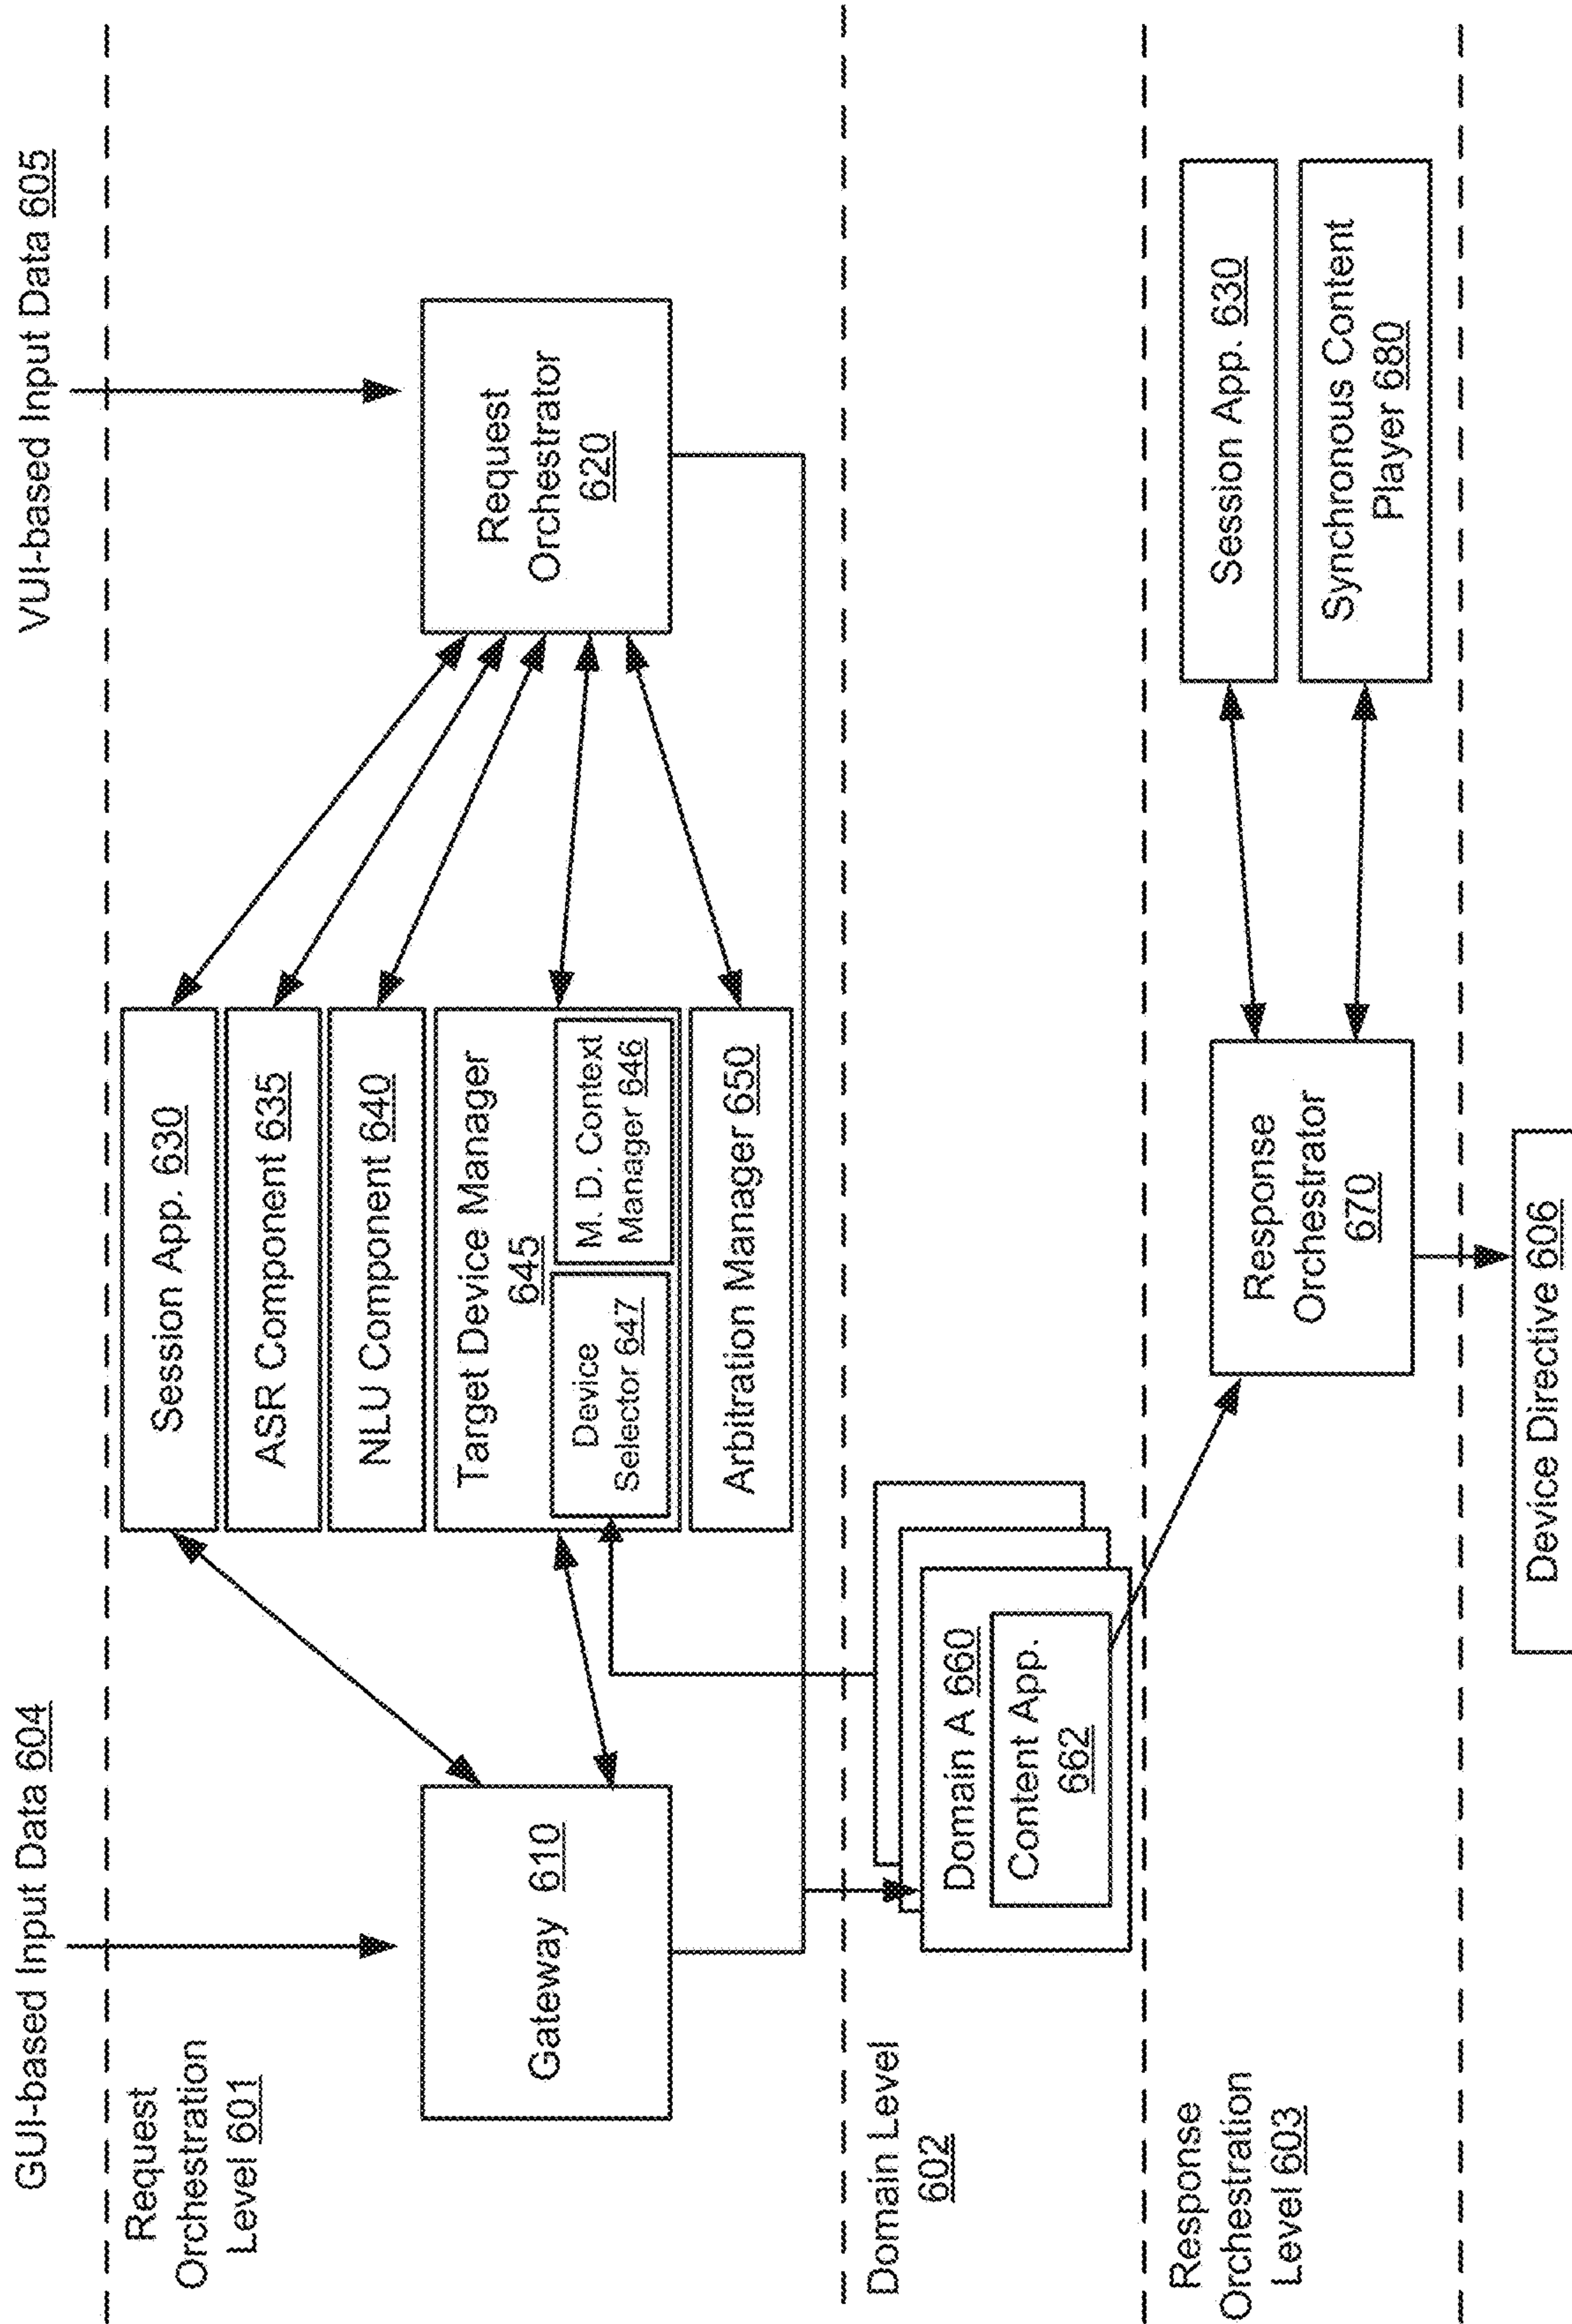 GUI-based Input Data 604
VUI-based Input Data 605
Request
Orchestration
Level 601
Gateway 610
Session App. 630
ASR Component 635
NLU Component 640
Target Device Manager
645
Device
Selector 647
M. D. Context
Manager 646
Arbitration Manager 650
Request
Orchestrator
620
Domain Level
602
Domain A 660
Content App.
662
Response
Orchestration
Level 603
Response
Orchestrator
670
Session App. 630
Synchronous Content
Player 680
Device Directive 606